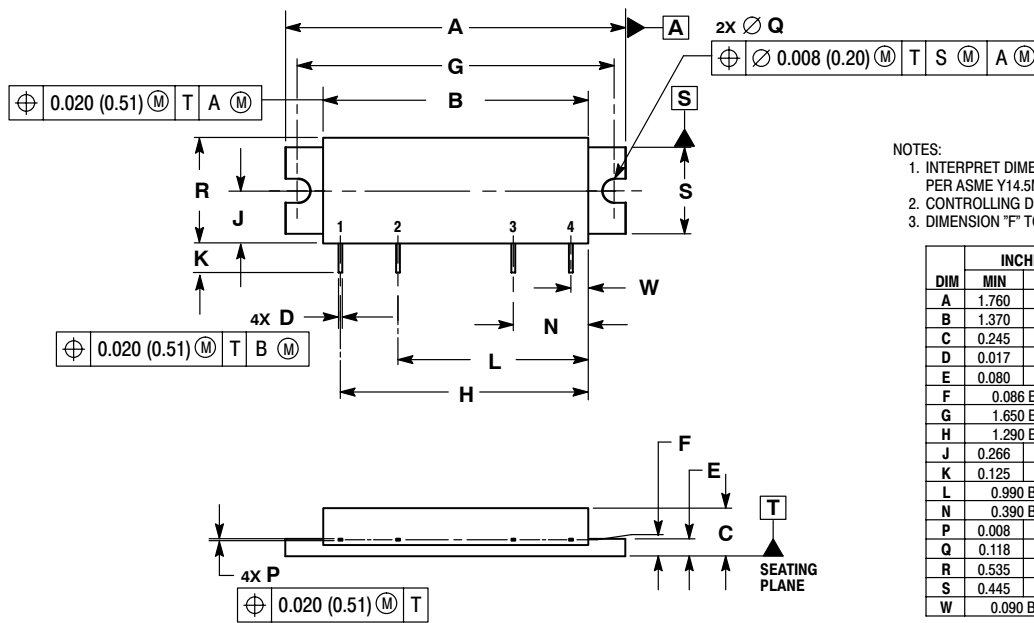 A
A
2X ∅ Q
G
⌖ ∅ 0.008 (0.20) Ⓜ T S Ⓜ A Ⓜ
B
⌖ 0.020 (0.51) Ⓜ T A Ⓜ
S
R
J
S
K
1 2 3 4
W
4X D
N
⌖ 0.020 (0.51) Ⓜ T B Ⓜ
L
H
F
E
C
T
SEATING
PLANE
4X P
⌖ 0.020 (0.51) Ⓜ T
NOTES:
1. INTERPRET DIME
PER ASME Y14.5
2. CONTROLLING D
3. DIMENSION "F" T
INCH
DIM MIN
A 1.760
B 1.370
C 0.245
D 0.017
E 0.080
F 0.086 B
G 1.650 B
H 1.290 B
J 0.266
K 0.125
L 0.990 B
N 0.390 B
P 0.008
Q 0.118
R 0.535
S 0.445
W 0.090 B